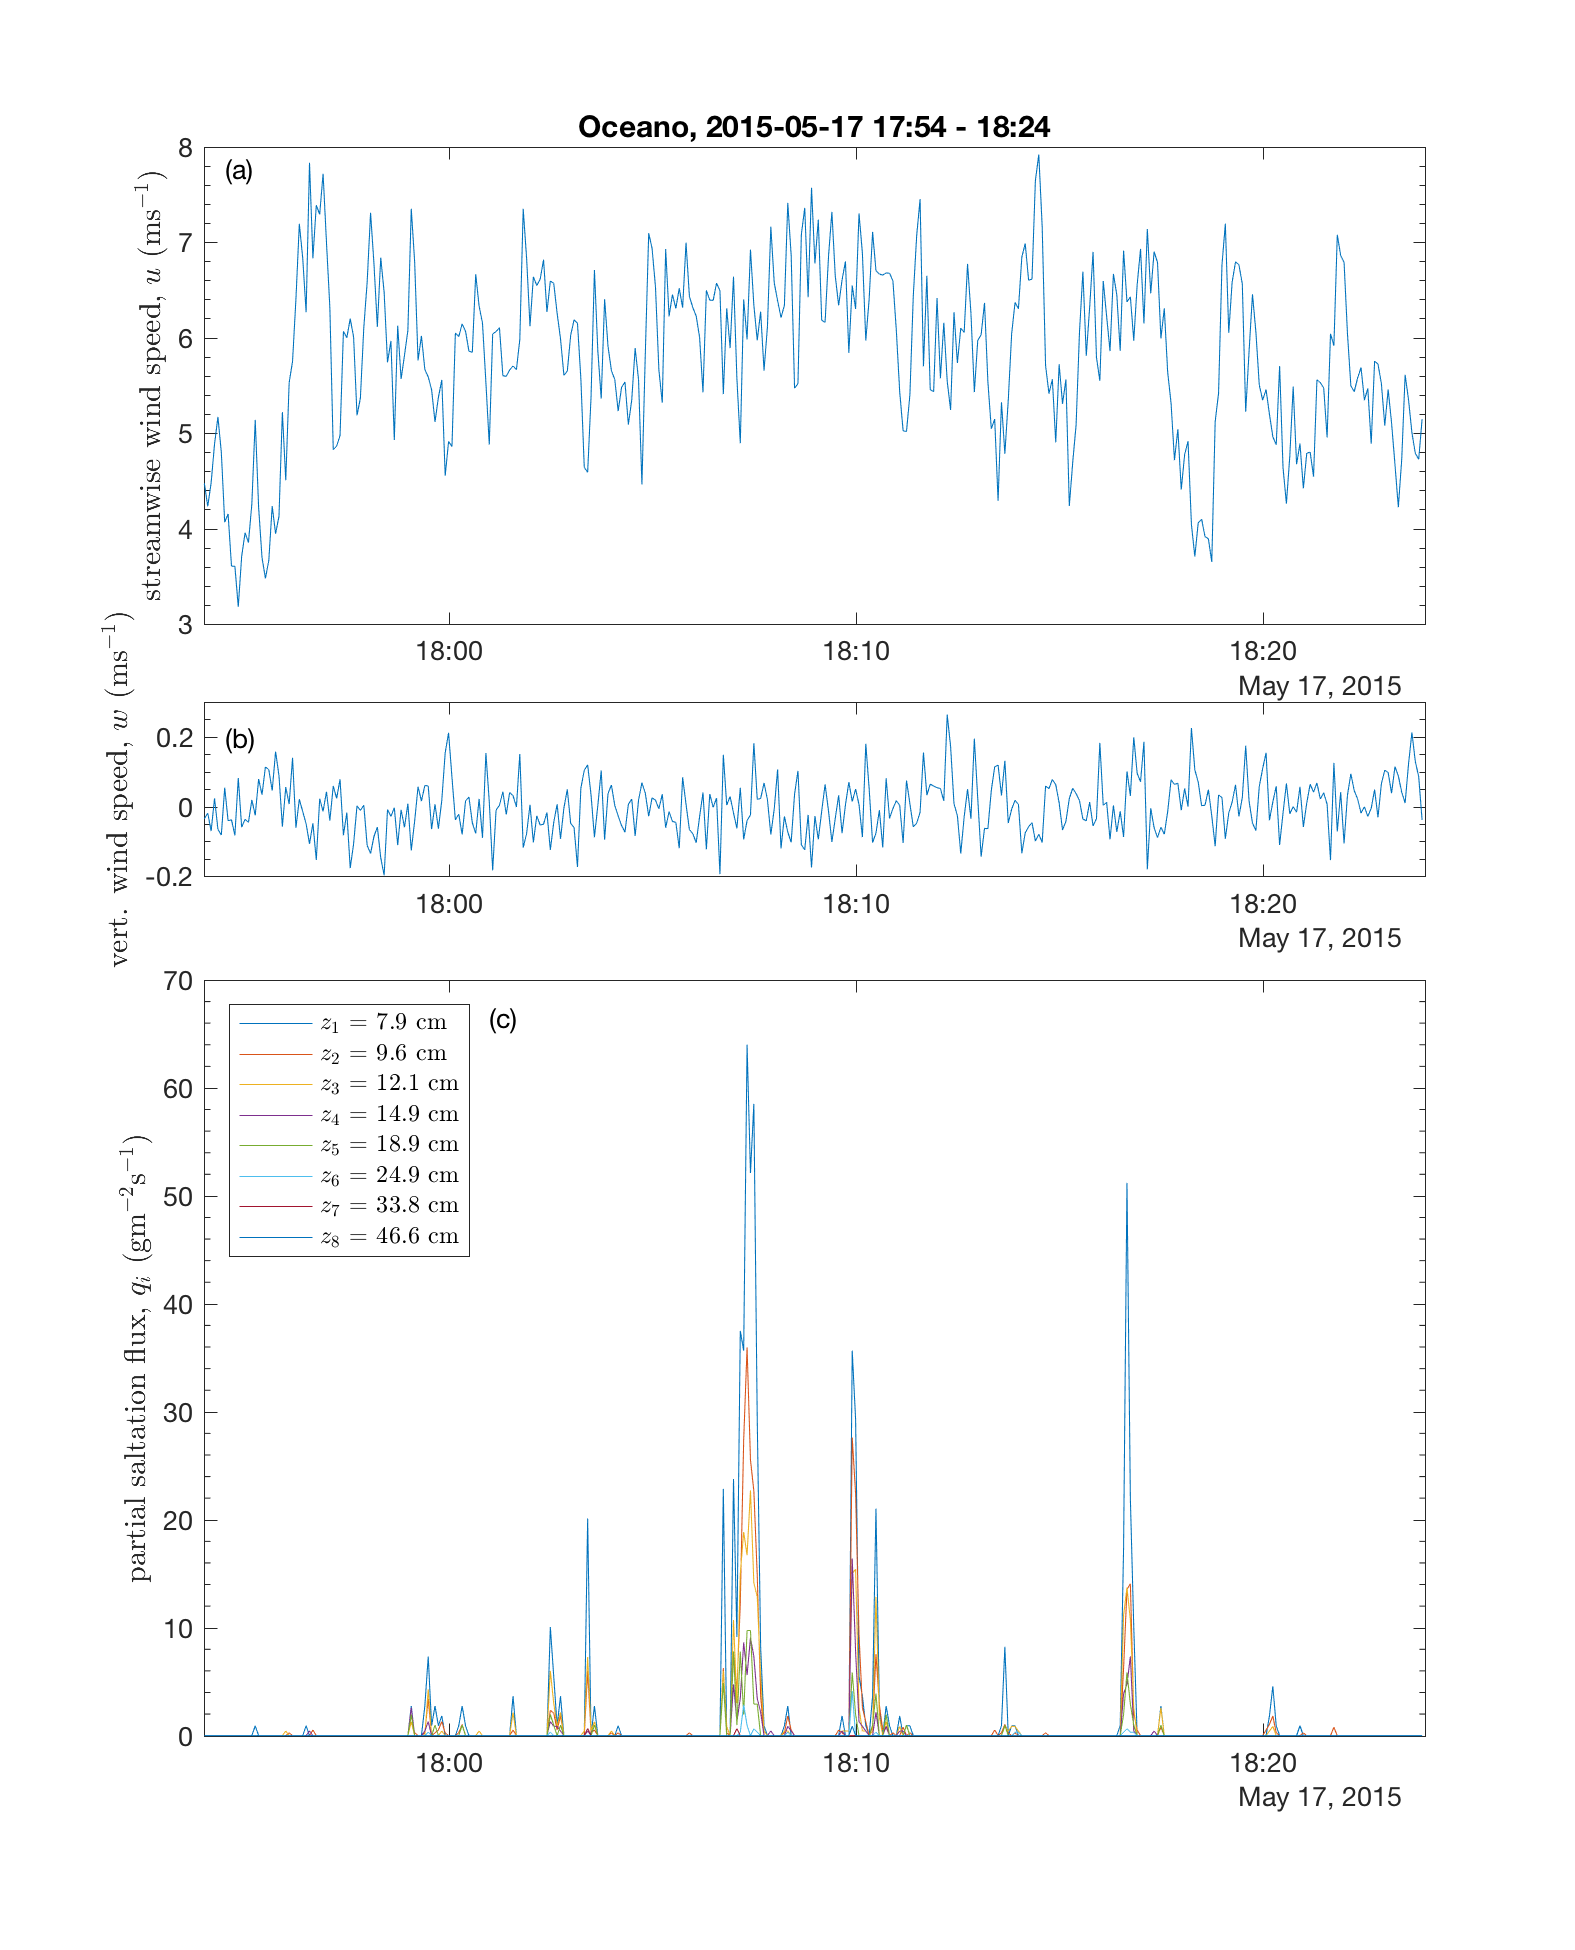 Oceano, 2015-05-17 17:54 - 18:24
(a)
streamwise wind speed, u (ms⁻¹)
8
7
6
5
4
3
18:00 18:10 18:20
May 17, 2015
(b)
vert. wind speed, w (ms⁻¹)
0.2
0
-0.2
18:00 18:10 18:20
May 17, 2015
(c)
partial saltation flux, qᵢ (gm⁻²s⁻¹)
70
60
50
40
30
20
10
0
z₁ = 7.9 cm
z₂ = 9.6 cm
z₃ = 12.1 cm
z₄ = 14.9 cm
z₅ = 18.9 cm
z₆ = 24.9 cm
z₇ = 33.8 cm
z₈ = 46.6 cm
18:00 18:10 18:20
May 17, 2015